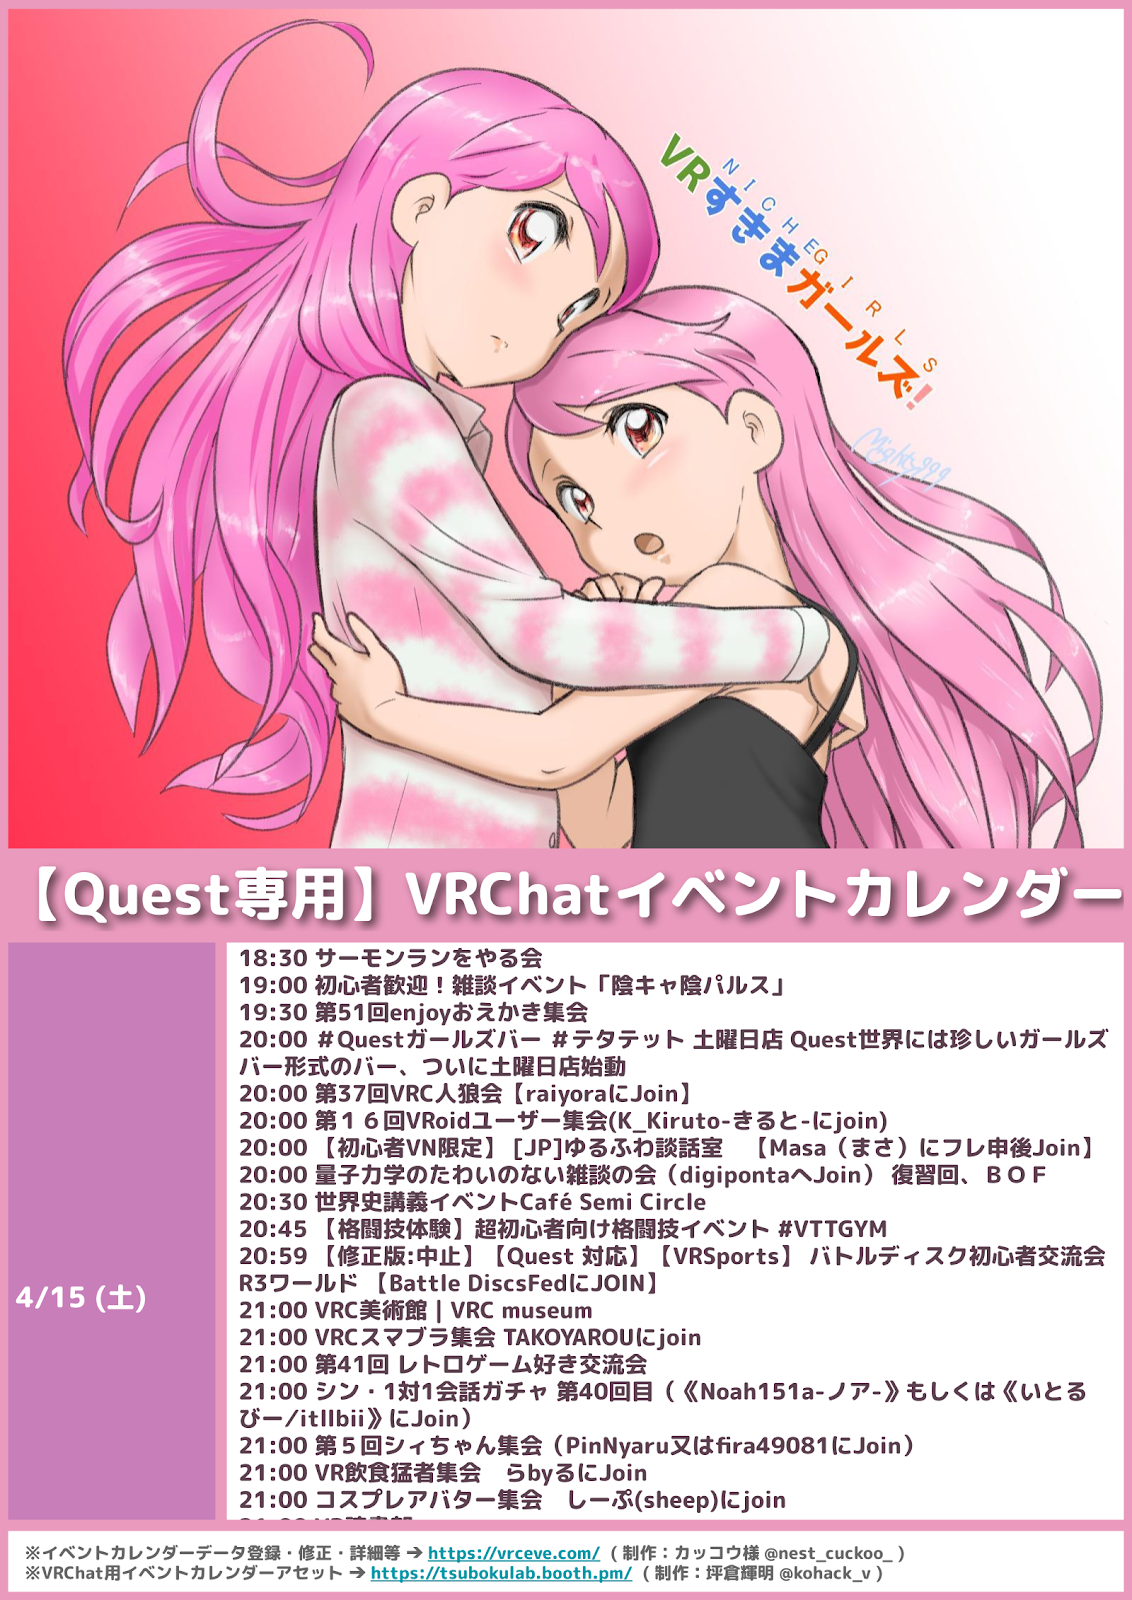 VRすきまガールズ!
NICHE GIRLS
Mighty999
【Quest専用】VRChatイベントカレンダー
4/15 (土)
18:30 サーモンランをやる会
19:00 初心者歓迎！雑談イベント「陰キャ陰パルス」
19:30 第51回enjoyおえかき集会
20:00 ＃Questガールズバー ＃テタテット 土曜日店 Quest世界には珍しいガールズ
バー形式のバー、ついに土曜日店始動
20:00 第37回VRC人狼会【raiyoraにJoin】
20:00 第１６回VRoidユーザー集会(K_Kiruto-きると-にjoin)
20:00 【初心者VN限定】 [JP]ゆるふわ談話室　【Masa（まさ）にフレ申後Join】
20:00 量子力学のたわいのない雑談の会（digipontaへJoin） 復習回、ＢＯＦ
20:30 世界史講義イベントCafé Semi Circle
20:45 【格闘技体験】超初心者向け格闘技イベント #VTTGYM
20:59 【修正版:中止】【Quest 対応】【VRSports】 バトルディスク初心者交流会
R3ワールド 【Battle DiscsFedにJOIN】
21:00 VRC美術館 | VRC museum
21:00 VRCスマブラ集会 TAKOYAROUにjoin
21:00 第41回 レトロゲーム好き交流会
21:00 シン・1対1会話ガチャ 第40回目（《Noah151a-ノア-》もしくは《いとる
びー/itllbii》にJoin）
21:00 第５回シィちゃん集会（PinNyaru又はfira49081にJoin）
21:00 VR飲食猛者集会　らbyるにJoin
21:00 コスプレアバター集会　しーぷ(sheep)にjoin
※イベントカレンダーデータ登録・修正・詳細等 ➔ https://vrceve.com/ ( 制作：カッコウ様 @nest_cuckoo_ )
※VRChat用イベントカレンダーアセット ➔ https://tsubokulab.booth.pm/ ( 制作：坪倉輝明 @kohack_v )